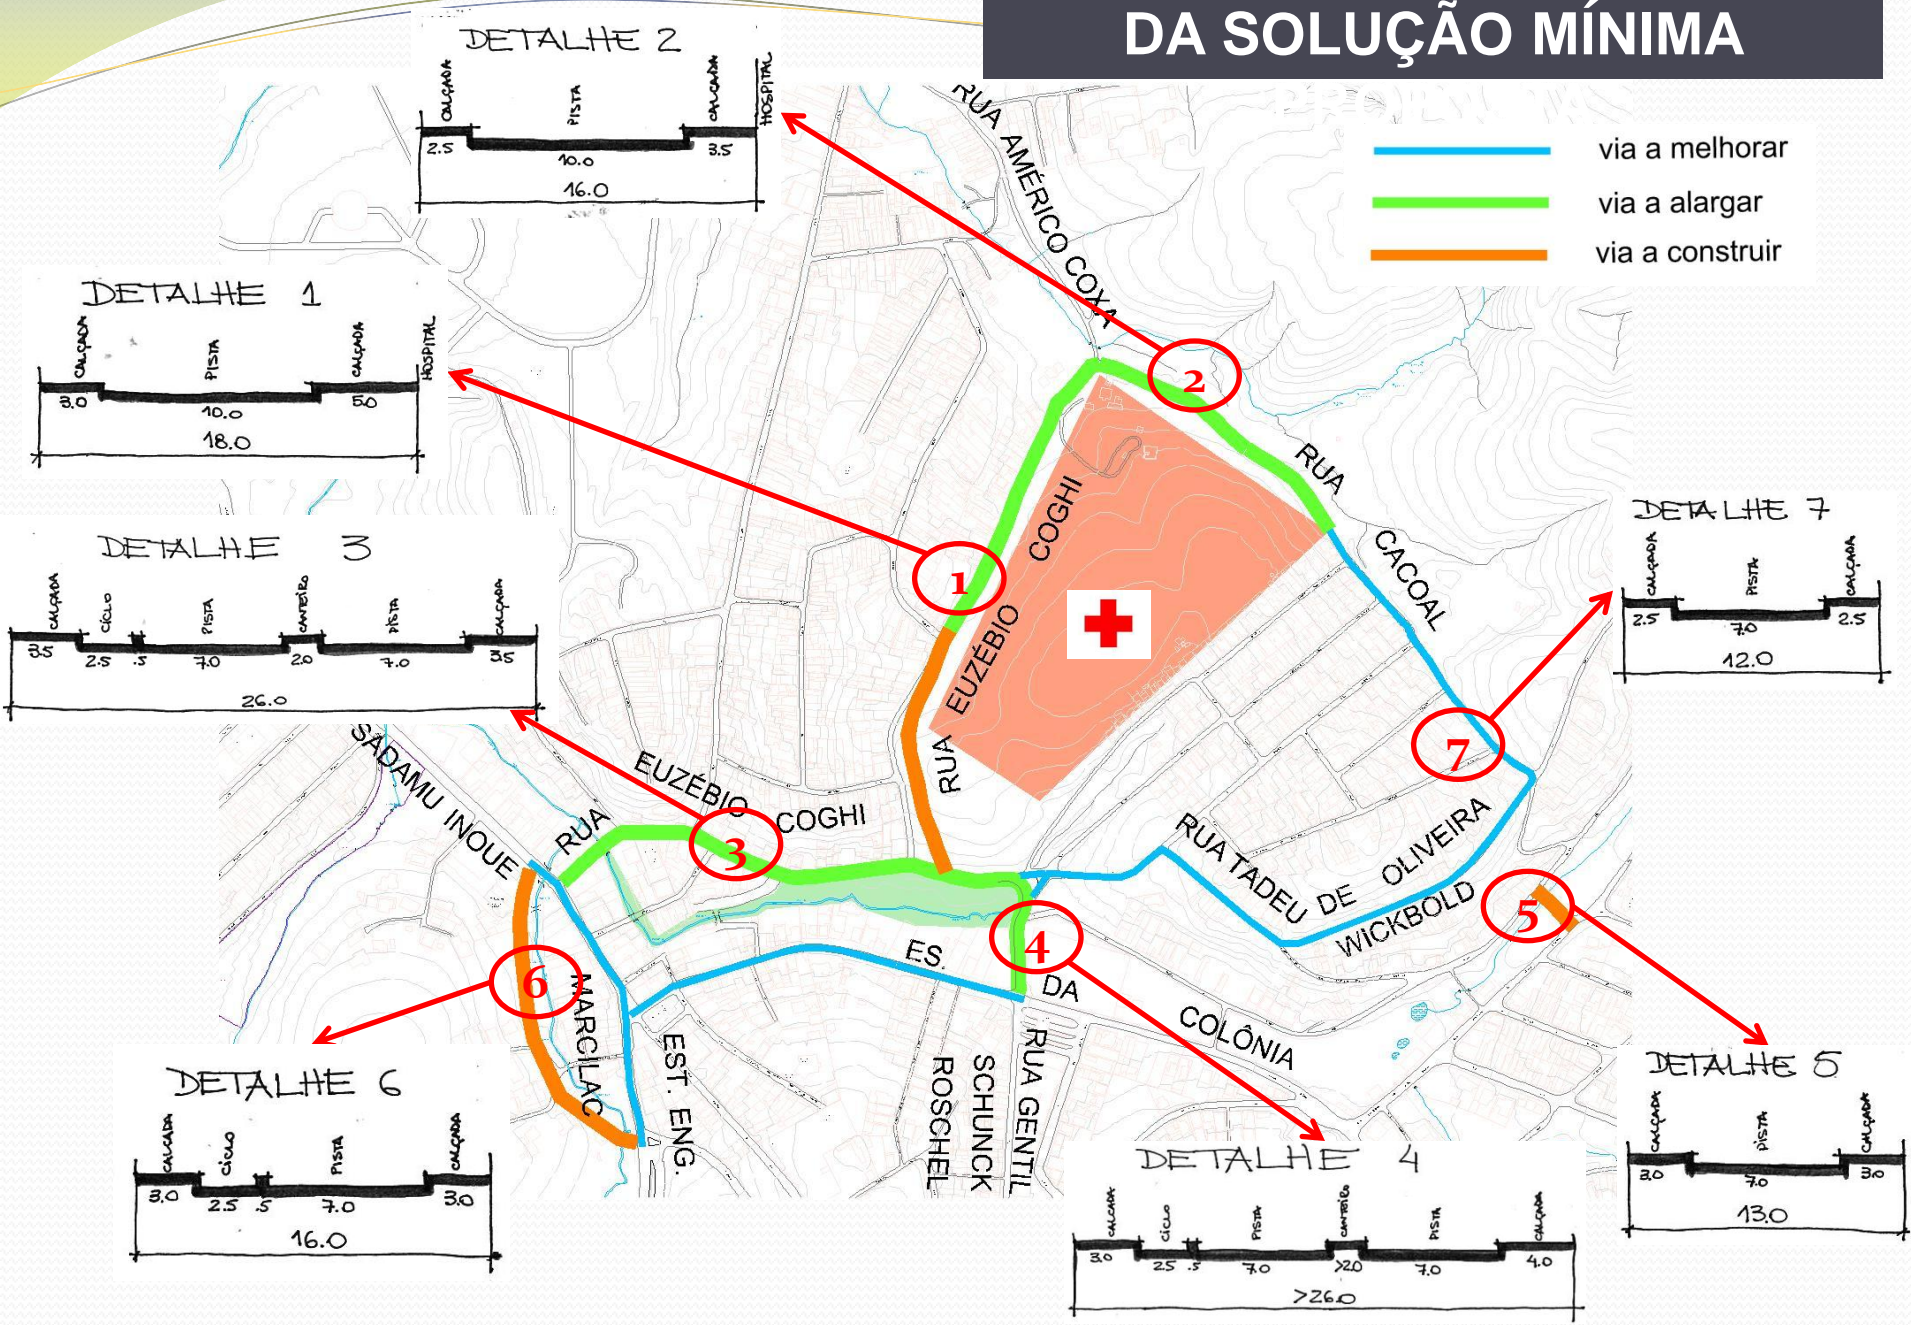 DA SOLUÇÃO MÍNIMA
via a melhorar
via a alargar
via a construir
DETALHE 2
CALÇADA
PISTA
CALÇADA
HOSPITAL
2.5
10.0
3.5
16.0
DETALHE 1
CALÇADA
PISTA
CALÇADA
HOSPITAL
3.0
10.0
5.0
18.0
DETALHE 3
CALÇADA
CICLO
PISTA
CANTEIRO
PISTA
CALÇADA
3.5
2.5
.5
7.0
2.0
7.0
3.5
26.0
DETALHE 7
CALÇADA
PISTA
CALÇADA
2.5
7.0
2.5
12.0
RUA AMÉRICO COXA
2
RUA
CACOAL
1
RUA EUZÉBIO COGHI
7
SADAMU INOUE
RUA
EUZÉBIO
COGHI
3
RUA TADEU
DE
OLIVEIRA
WICKBOLD
5
4
ES.
DA
COLÔNIA
6
MARCILAC
EST. ENG.
ROSCHEL
SCHUNCK
RUA GENTIL
DETALHE 6
CALÇADA
CICLO
PISTA
CALÇADA
3.0
2.5
.5
7.0
3.0
16.0
DETALHE 4
CALÇADA
CICLO
PISTA
CANTEIRO
PISTA
CALÇADA
3.0
2.5
.5
7.0
>2.0
7.0
4.0
>26.0
DETALHE 5
CALÇADA
PISTA
CALÇADA
3.0
7.0
3.0
13.0